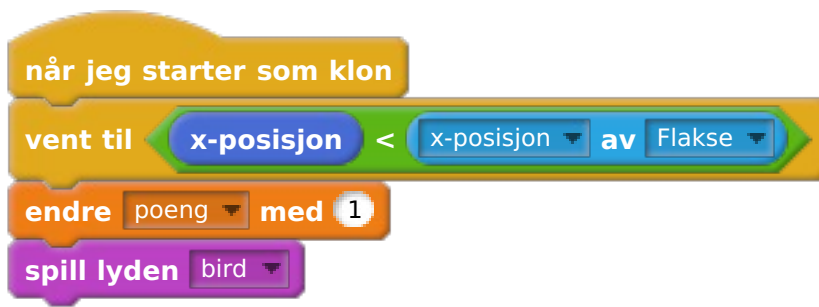 når jeg starter som klon
vent til x-posisjon < x-posisjon av Flakse
endre poeng med 1
spill lyden bird